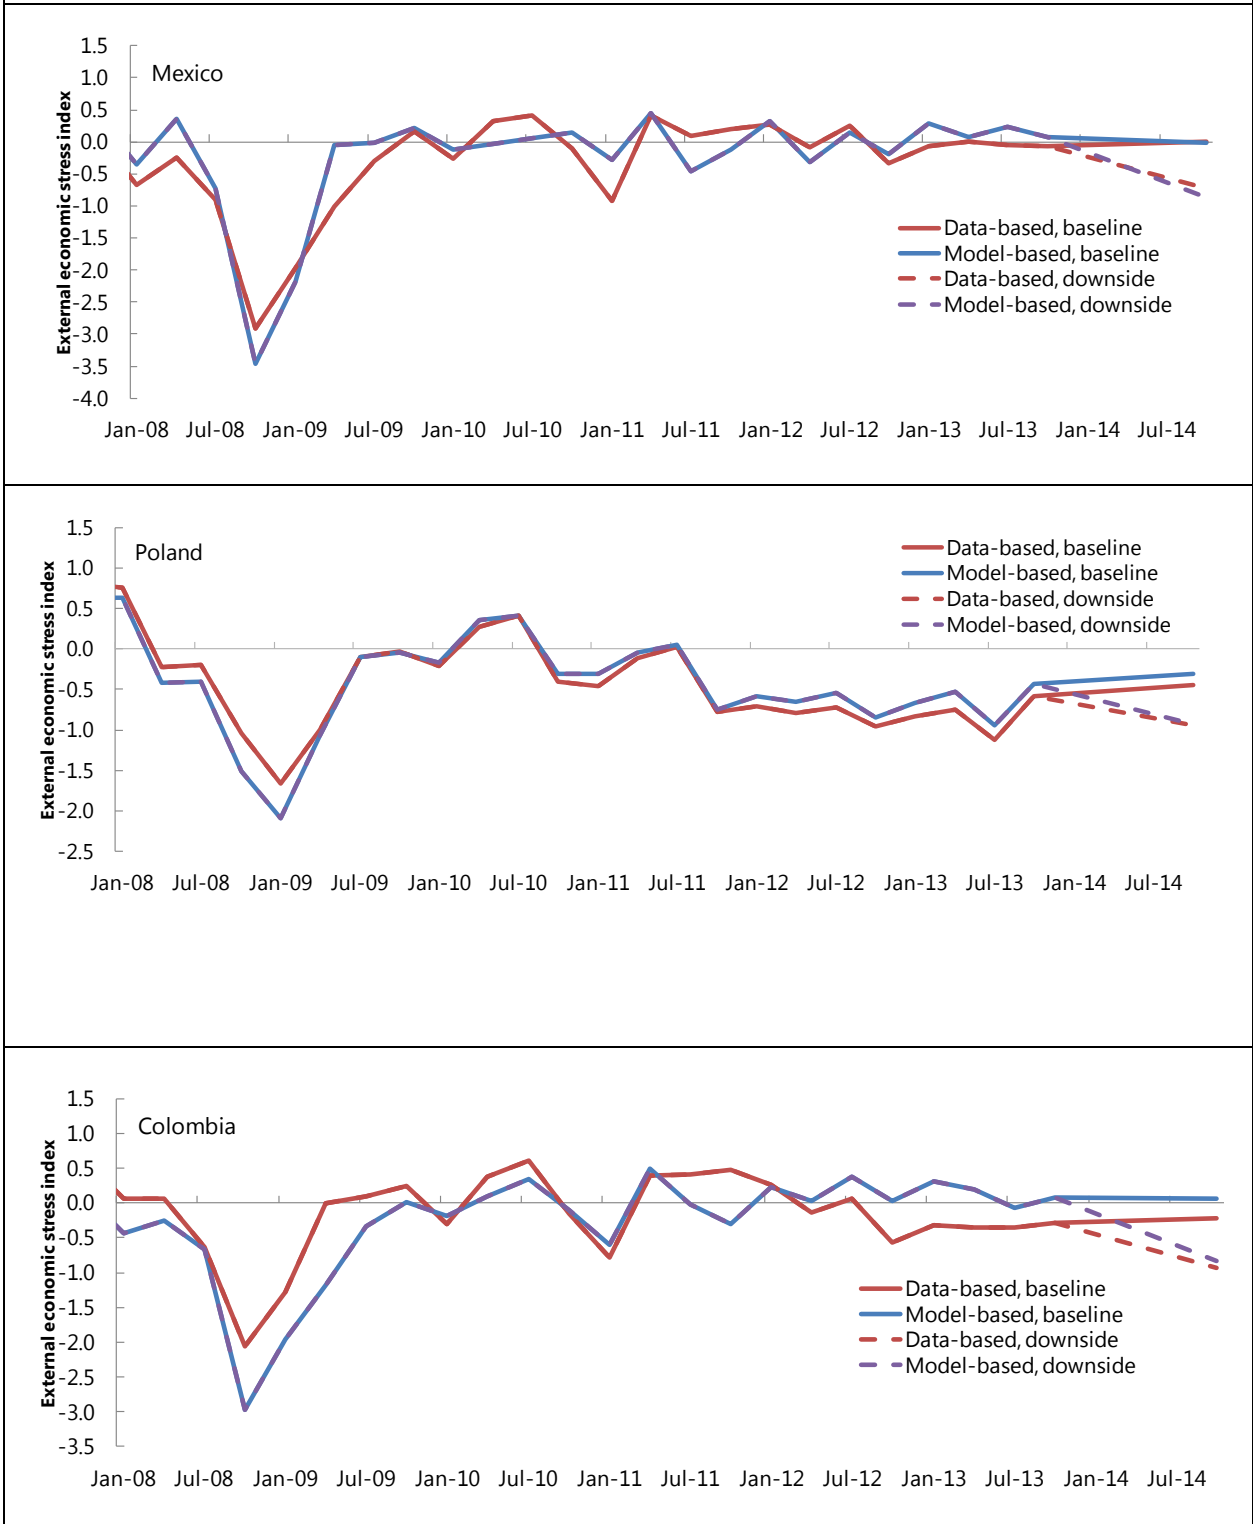 Mexico
External economic stress index
1.5
1.0
0.5
0.0
-0.5
-1.0
-1.5
-2.0
-2.5
-3.0
-3.5
-4.0
Data-based, baseline
Model-based, baseline
Data-based, downside
Model-based, downside
Jan-08 Jul-08 Jan-09 Jul-09 Jan-10 Jul-10 Jan-11 Jul-11 Jan-12 Jul-12 Jan-13 Jul-13 Jan-14 Jul-14
Poland
External economic stress index
1.5
1.0
0.5
0.0
-0.5
-1.0
-1.5
-2.0
-2.5
Data-based, baseline
Model-based, baseline
Data-based, downside
Model-based, downside
Jan-08 Jul-08 Jan-09 Jul-09 Jan-10 Jul-10 Jan-11 Jul-11 Jan-12 Jul-12 Jan-13 Jul-13 Jan-14 Jul-14
Colombia
External economic stress index
1.5
1.0
0.5
0.0
-0.5
-1.0
-1.5
-2.0
-2.5
-3.0
-3.5
Data-based, baseline
Model-based, baseline
Data-based, downside
Model-based, downside
Jan-08 Jul-08 Jan-09 Jul-09 Jan-10 Jul-10 Jan-11 Jul-11 Jan-12 Jul-12 Jan-13 Jul-13 Jan-14 Jul-14